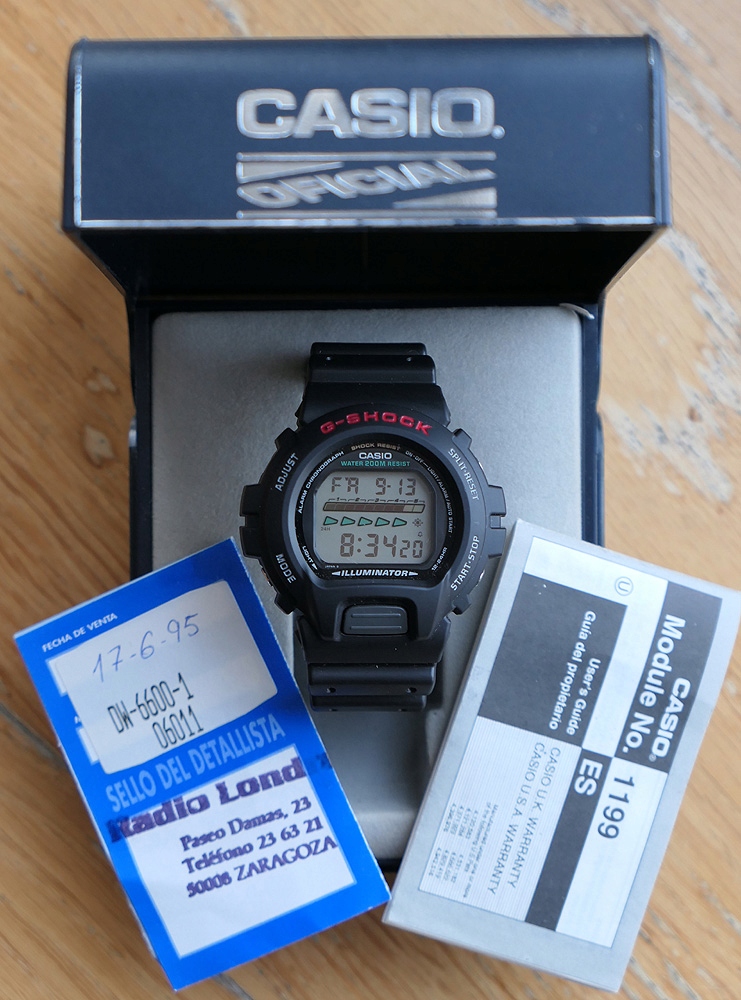 CASIO.
OFICIAL
G-SHOCK
SHOCK RESIST
CASIO
WATER 200M RESIST
ALARM CHRONOGRAPH
ADJUST
SPLIT·RESET
MODE
START·STOP
LIGHT
24H
FR 9-13
8:34 20
ILLUMINATOR
FECHA DE VENTA
17-6-95
DW-6600-1
06011
SELLO DEL DETALLISTA
Radio Lond
Paseo Damas, 23
Teléfono 23 63 21
50008 ZARAGOZA
CASIO®
Module No. 1199
User's Guide
Guía del propietario
ES
CASIO U.K. WARRANTY
CASIO U.S.A. WARRANTY